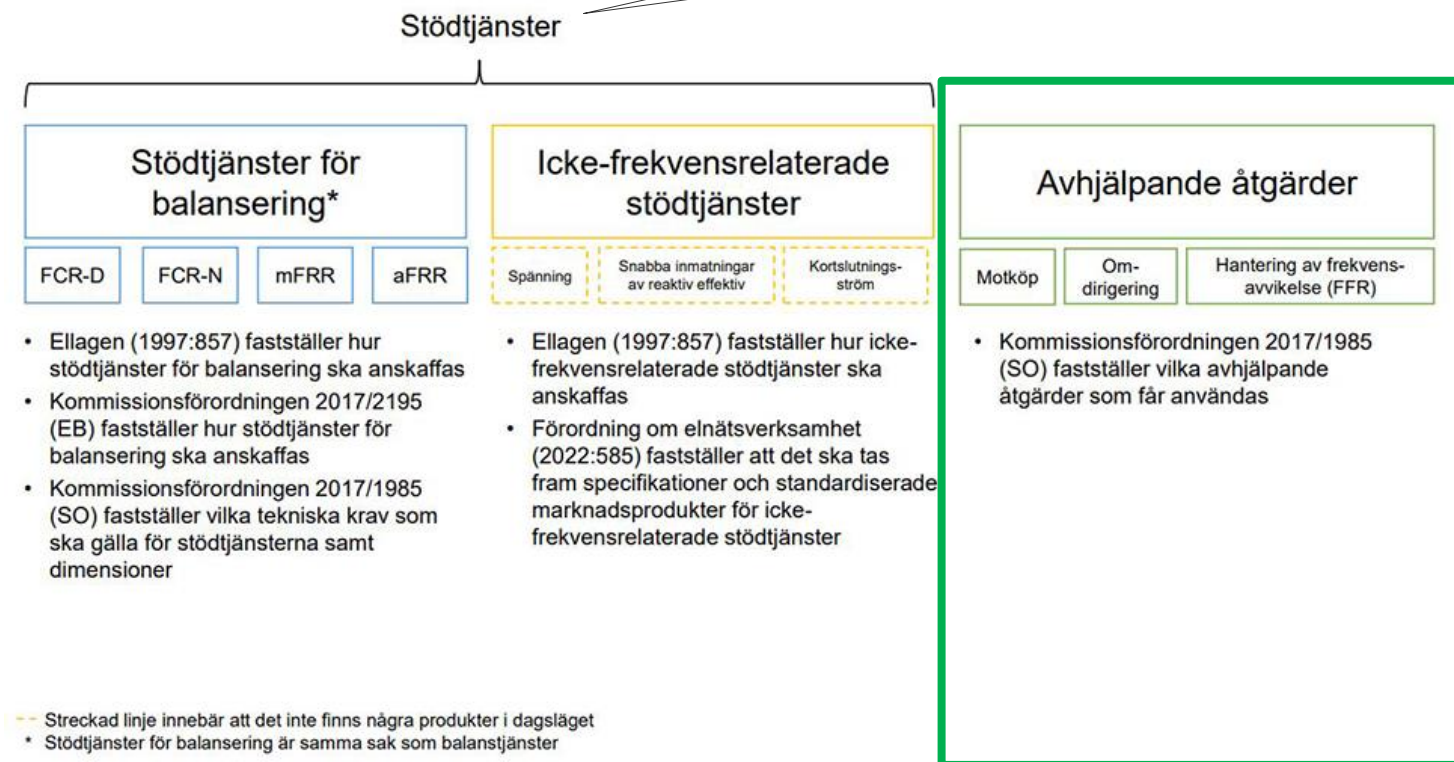 Stödtjänster
Stödtjänster för
balansering*
FCR-D
FCR-N
mFRR
aFRR
• Ellagen (1997:857) fastställer hur
stödtjänster för balansering ska anskaffas
• Kommissionsförordningen 2017/2195
(EB) fastställer hur stödtjänster för
balansering ska anskaffas
• Kommissionsförordningen 2017/1985
(SO) fastställer vilka tekniska krav som
ska gälla för stödtjänsterna samt
dimensioner
Icke-frekvensrelaterade
stödtjänster
Spänning
Snabba inmatningar
av reaktiv effektiv
Kortslutnings-
ström
• Ellagen (1997:857) fastställer hur icke-
frekvensrelaterade stödtjänster ska
anskaffas
• Förordning om elnätsverksamhet
(2022:585) fastställer att det ska tas
fram specifikationer och standardiserade
marknadsprodukter för icke-
frekvensrelaterade stödtjänster
Avhjälpande åtgärder
Motköp
Om-
dirigering
Hantering av frekvens-
avvikelse (FFR)
• Kommissionsförordningen 2017/1985
(SO) fastställer vilka avhjälpande
åtgärder som får användas
Streckad linje innebär att det inte finns några produkter i dagsläget
* Stödtjänster för balansering är samma sak som balanstjänster